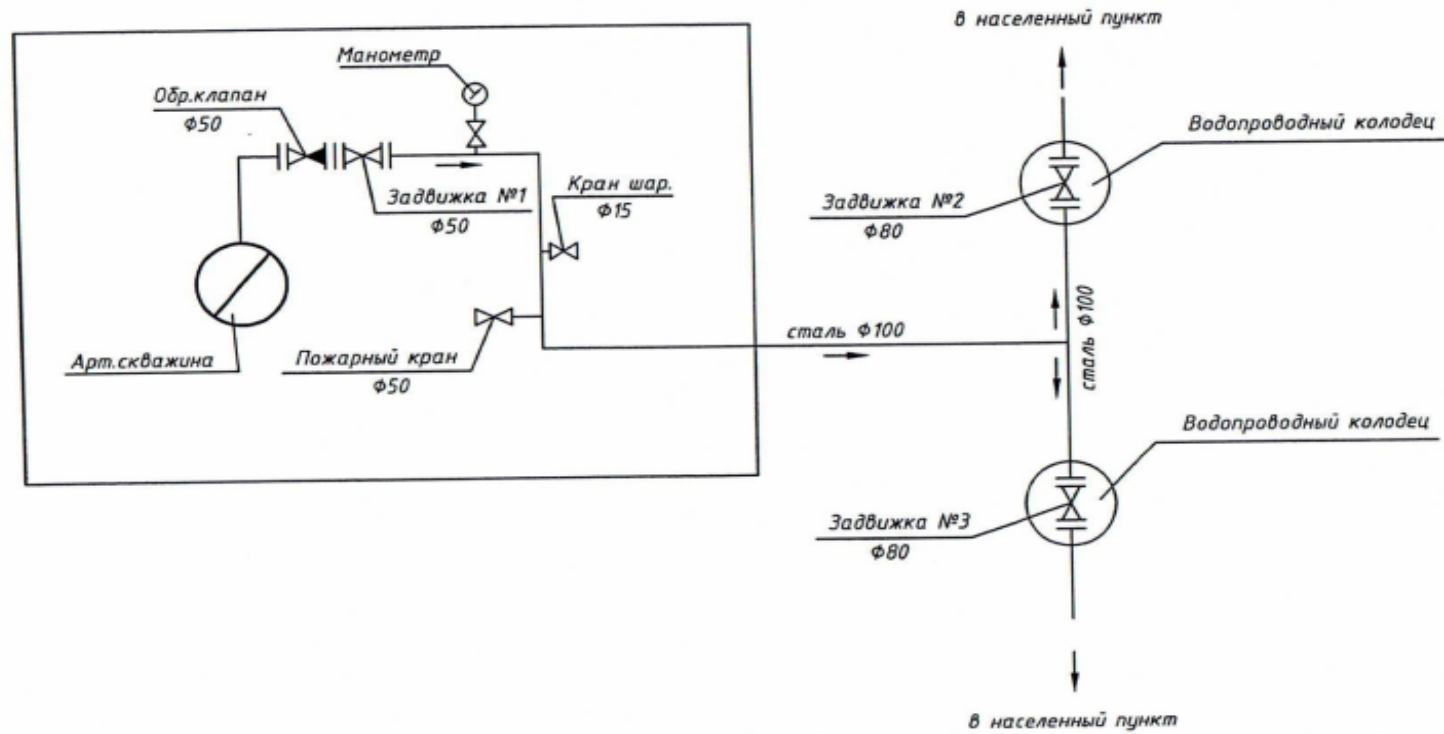 в населенный пункт
Манометр
Обр.клапан
Ф50
Водопроводный колодец
Задвижка №1
Ф50
Кран шар.
Ф15
Задвижка №2
Ф80
сталь Ф100
сталь Ф100
Арт.скважина
Пожарный кран
Ф50
Водопроводный колодец
Задвижка №3
Ф80
в населенный пункт